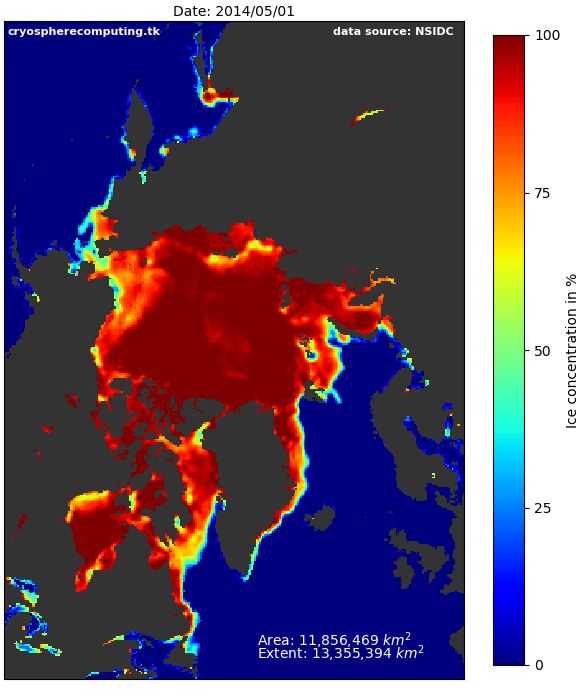 Date: 2014/05/01
cryospherecomputing.tk
data source: NSIDC
100
75
50
25
0
Ice concentration in %
Area: 11,856,469 km²
Extent: 13,355,394 km²